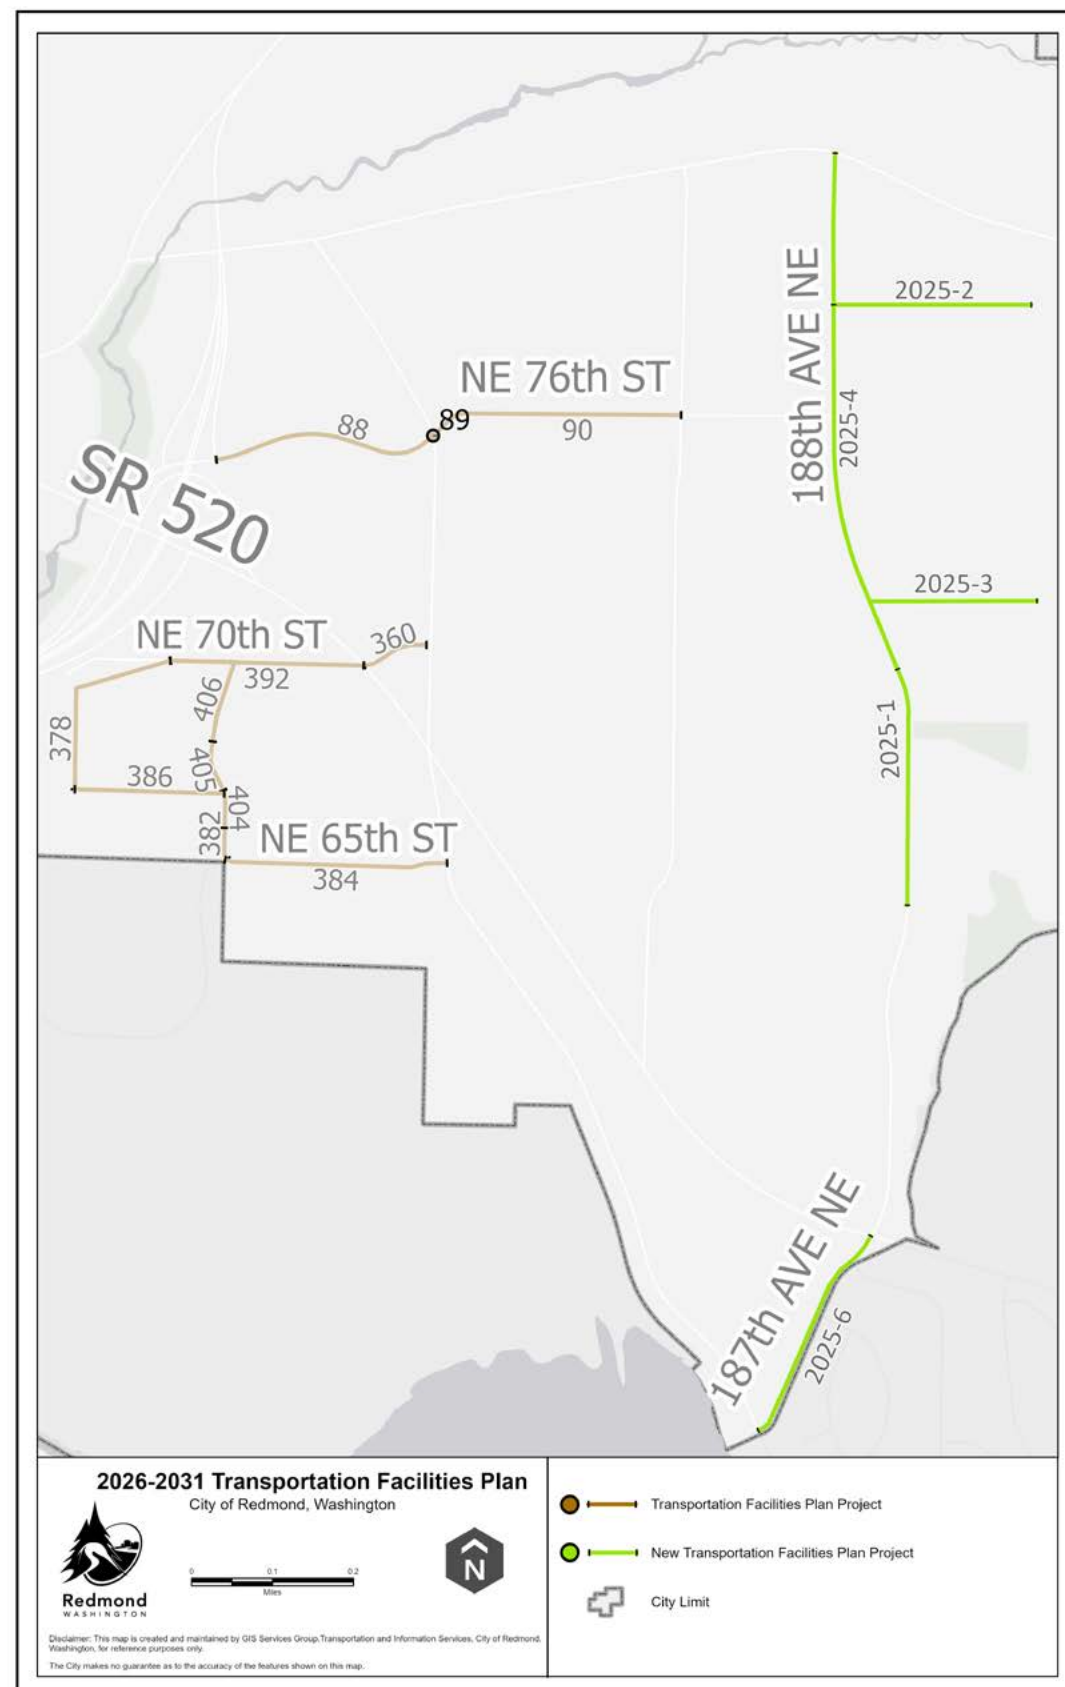 2025-2
188th AVE NE
NE 76th ST
89
88
90
2025-4
SR 520
2025-3
NE 70th ST
360
392
406
378
2025-1
405
386
404
382
NE 65th ST
384
187th AVE NE
2025-6
2026-2031 Transportation Facilities Plan
City of Redmond, Washington
Transportation Facilities Plan Project
New Transportation Facilities Plan Project
City Limit
N
0 0.1 0.2
Miles
Redmond
WASHINGTON
Disclaimer: This map is created and maintained by GIS Services Group,Transportation and Information Services, City of Redmond,
Washington, for reference purposes only.
The City makes no guarantee as to the accuracy of the features shown on this map.